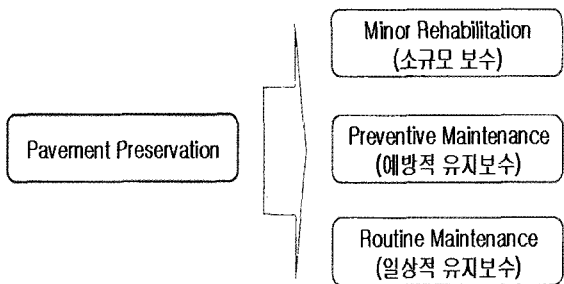 Minor Rehabilitation
(소규모 보수)
Pavement Preservation
Preventive Maintenance
(예방적 유지보수)
Routine Maintenance
(일상적 유지보수)